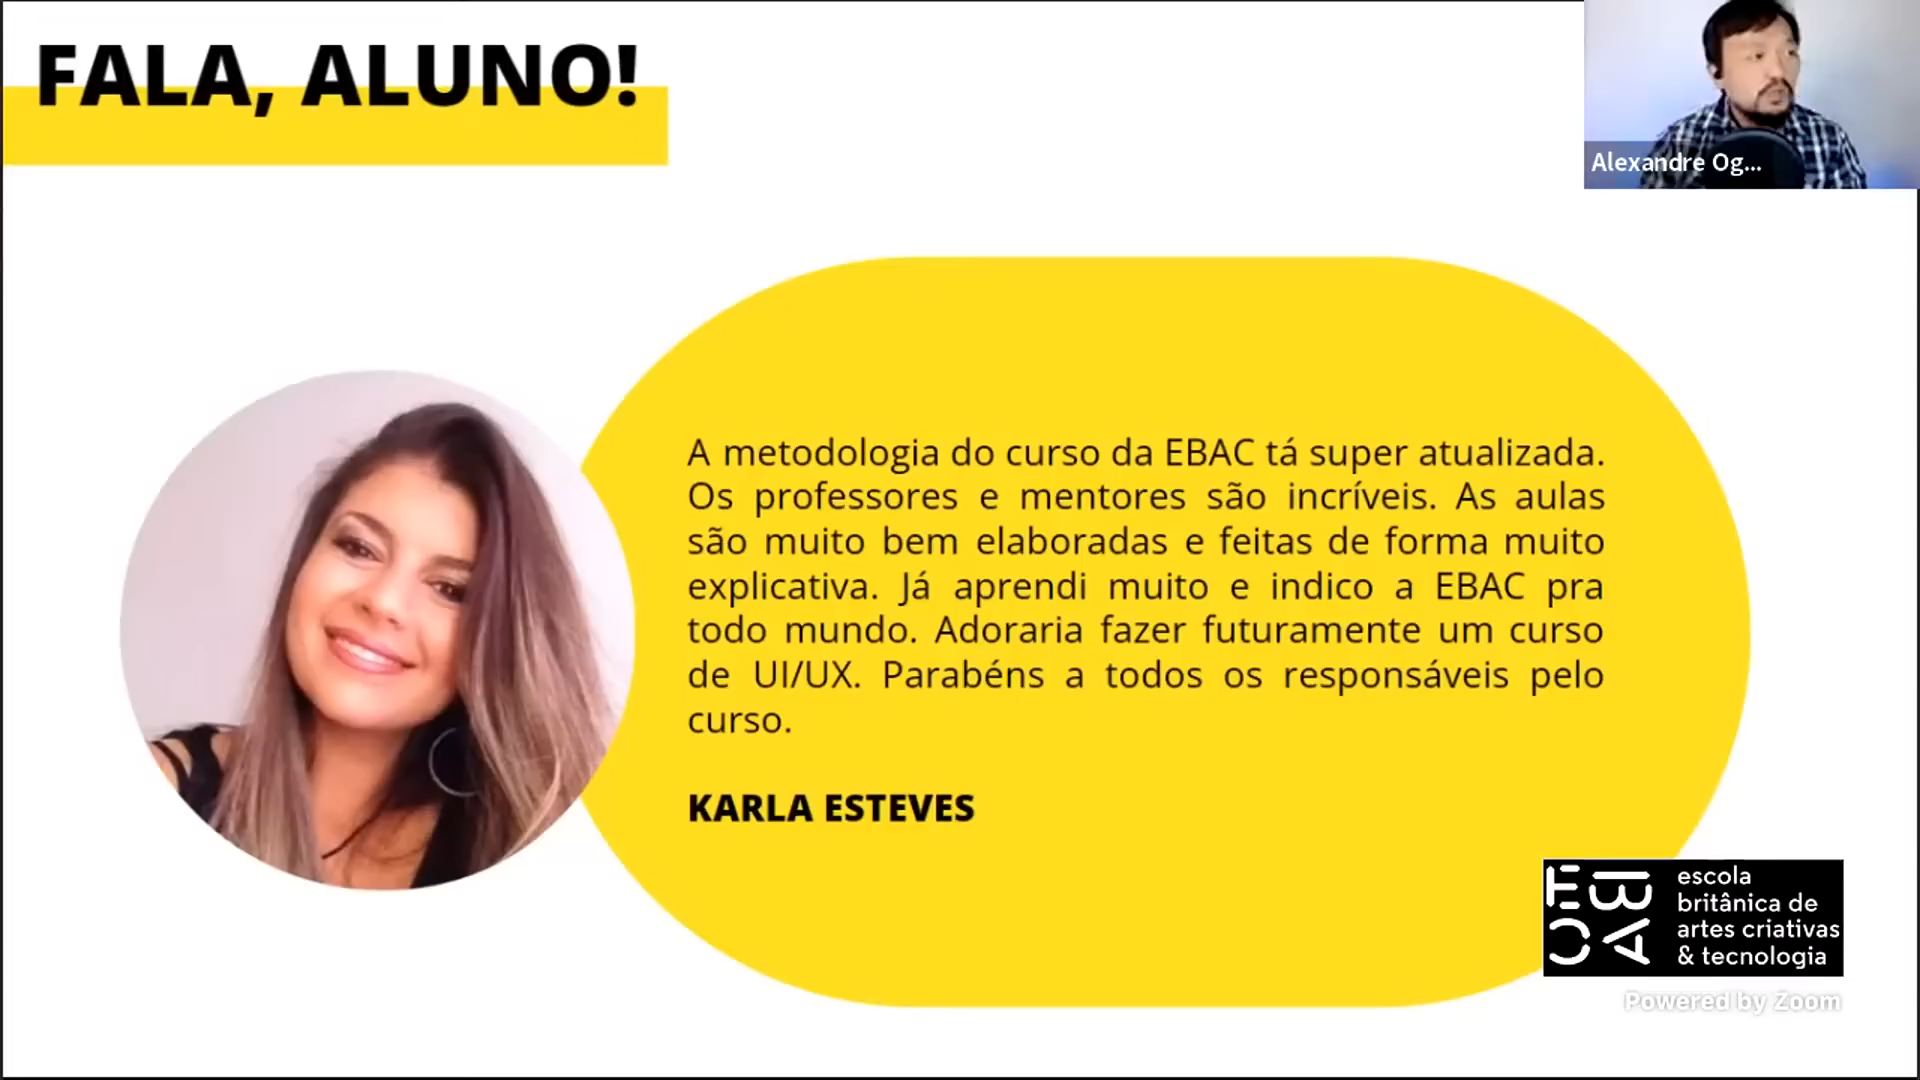 FALA, ALUNO!
Alexandre Og...
A metodologia do curso da EBAC tá super atualizada.
Os professores e mentores são incríveis. As aulas
são muito bem elaboradas e feitas de forma muito
explicativa. Já aprendi muito e indico a EBAC pra
todo mundo. Adoraria fazer futuramente um curso
de UI/UX. Parabéns a todos os responsáveis pelo
curso.
KARLA ESTEVES
EBAC
escola
britânica de
artes criativas
& tecnologia
Powered by Zoom